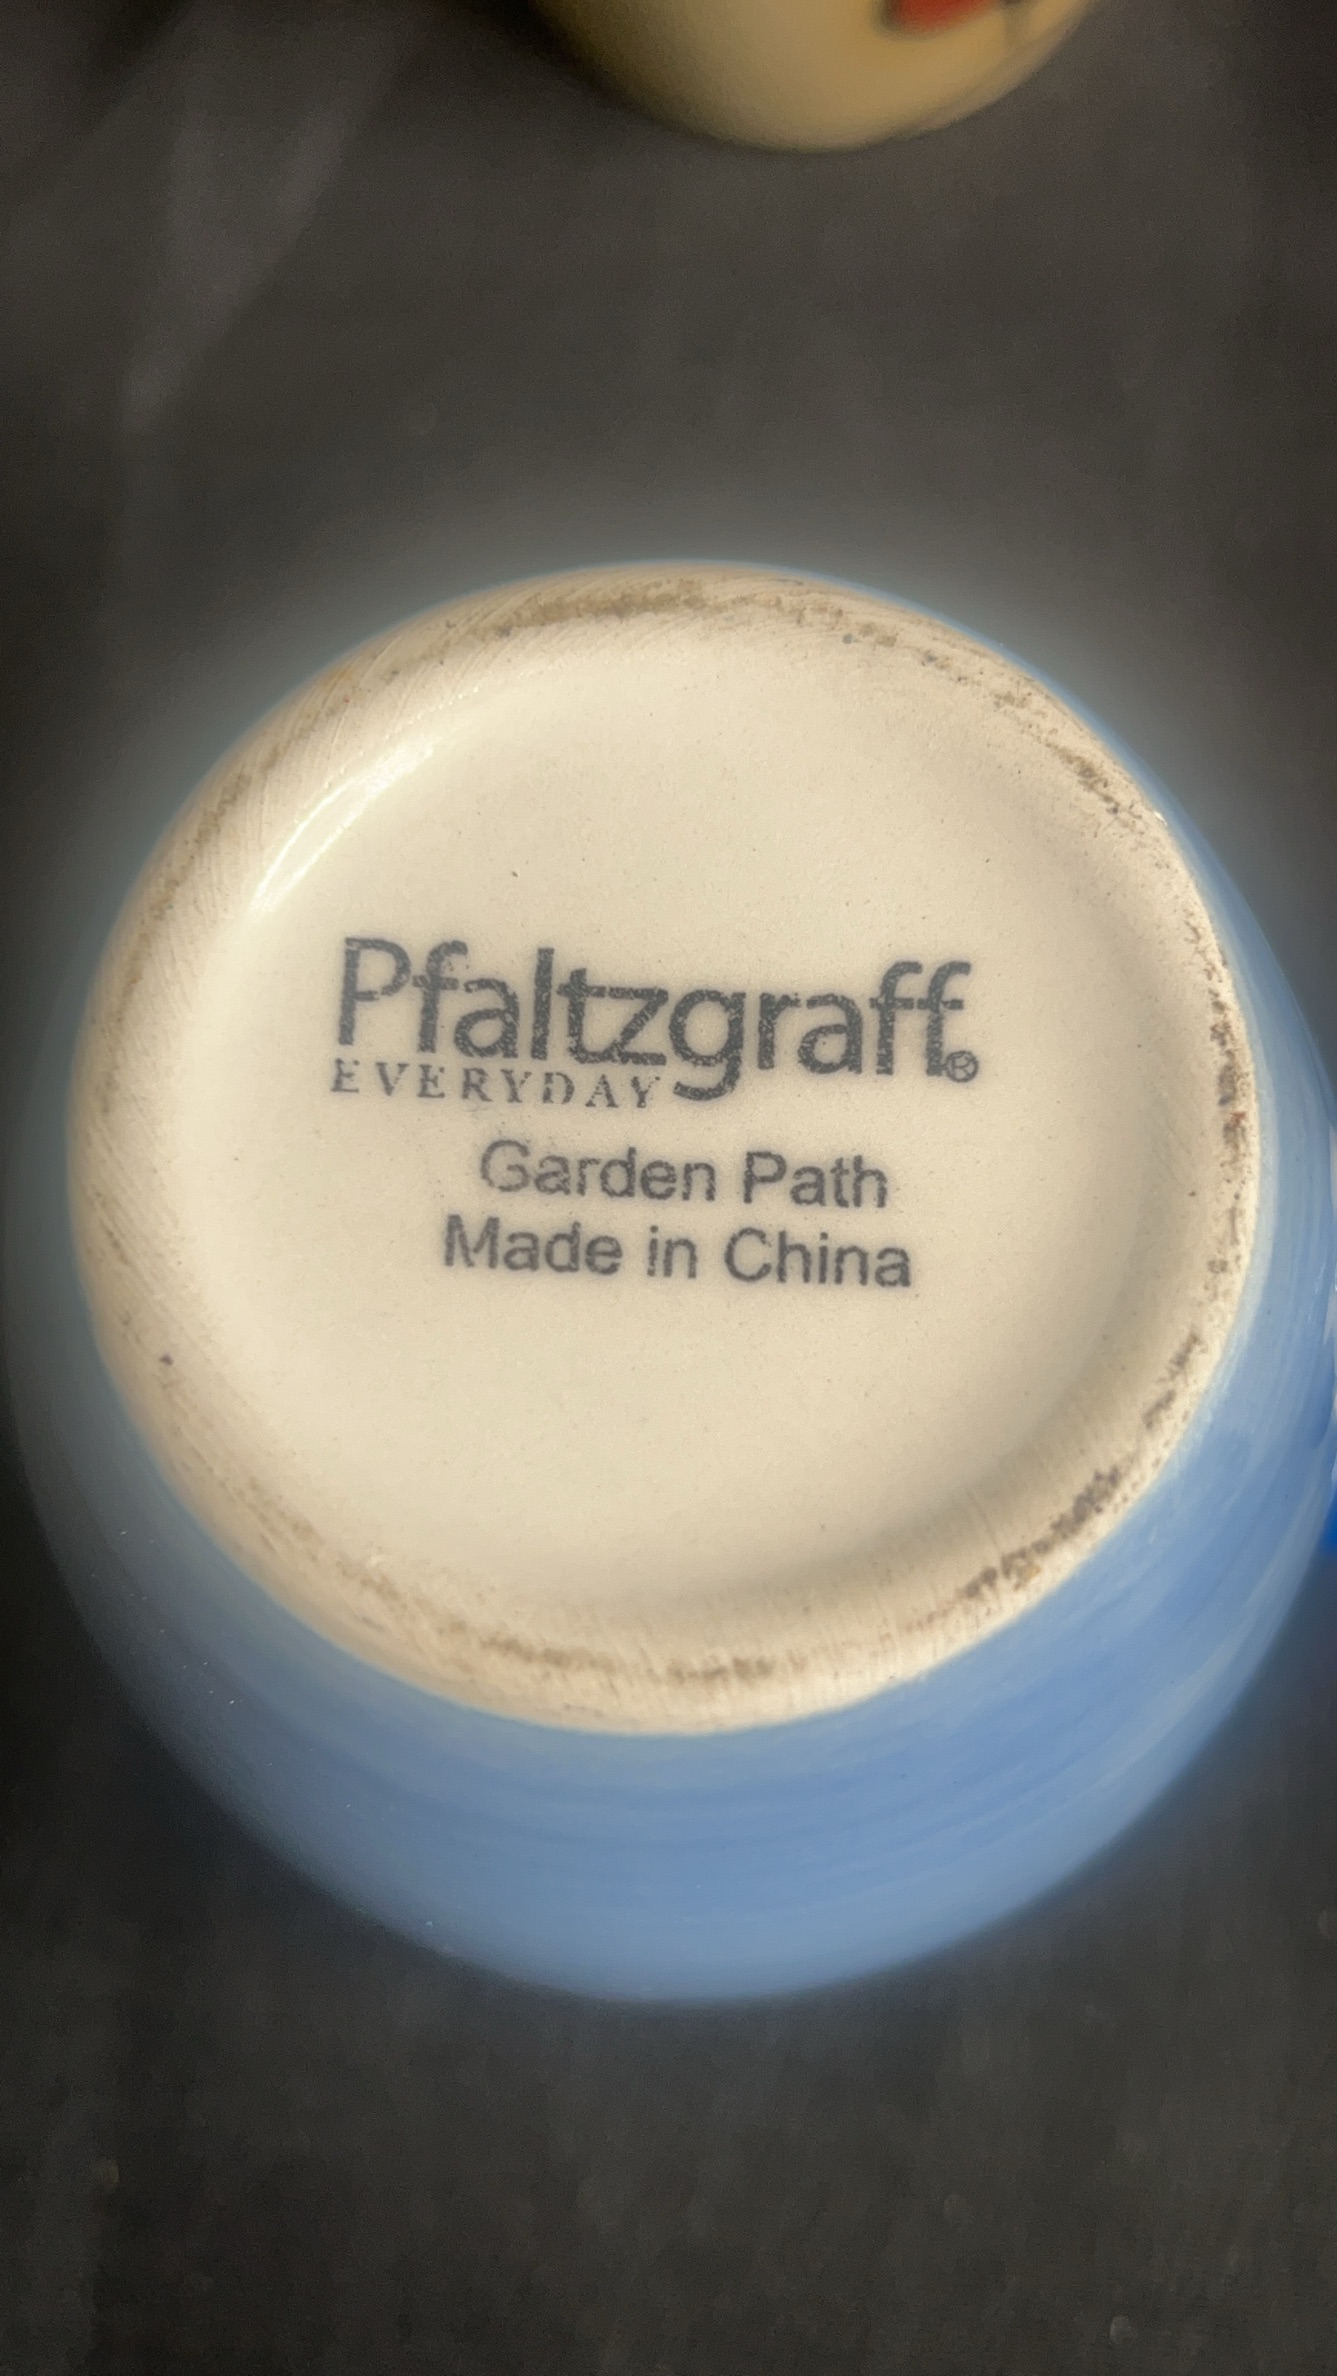 Pfaltzgraff®
EVERYDAY
Garden Path
Made in China